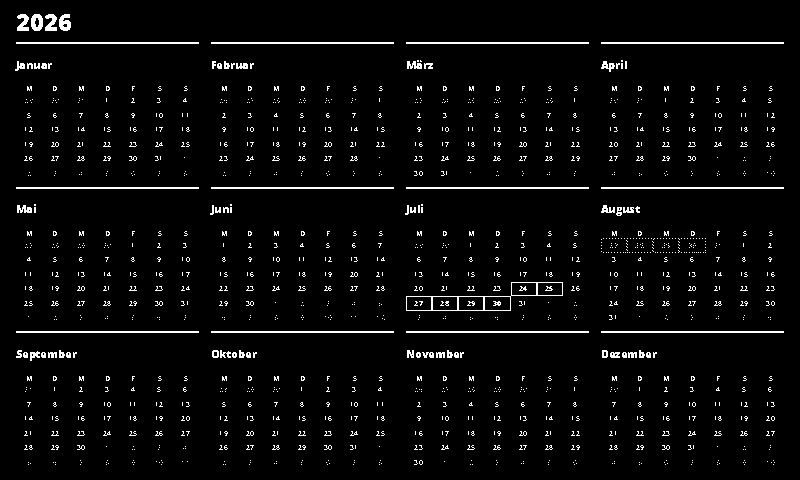 2026
Januar
M D M D F S S
1 2 3 4
5 6 7 8 9 10 11
12 13 14 15 16 17 18
19 20 21 22 23 24 25
26 27 28 29 30 31
Februar
M D M D F S S
1
2 3 4 5 6 7 8
9 10 11 12 13 14 15
16 17 18 19 20 21 22
23 24 25 26 27 28
März
M D M D F S S
1
2 3 4 5 6 7 8
9 10 11 12 13 14 15
16 17 18 19 20 21 22
23 24 25 26 27 28 29
30 31
April
M D M D F S S
1 2 3 4 5
6 7 8 9 10 11 12
13 14 15 16 17 18 19
20 21 22 23 24 25 26
27 28 29 30
Mai
M D M D F S S
1 2 3
4 5 6 7 8 9 10
11 12 13 14 15 16 17
18 19 20 21 22 23 24
25 26 27 28 29 30 31
Juni
M D M D F S S
1 2 3 4 5 6 7
8 9 10 11 12 13 14
15 16 17 18 19 20 21
22 23 24 25 26 27 28
29 30
Juli
M D M D F S S
1 2 3 4 5
6 7 8 9 10 11 12
13 14 15 16 17 18 19
20 21 22 23 24 25 26
27 28 29 30 31
August
M D M D F S S
1 2
3 4 5 6 7 8 9
10 11 12 13 14 15 16
17 18 19 20 21 22 23
24 25 26 27 28 29 30
31
September
M D M D F S S
1 2 3 4 5 6
7 8 9 10 11 12 13
14 15 16 17 18 19 20
21 22 23 24 25 26 27
28 29 30
Oktober
M D M D F S S
1 2 3 4
5 6 7 8 9 10 11
12 13 14 15 16 17 18
19 20 21 22 23 24 25
26 27 28 29 30 31
November
M D M D F S S
1
2 3 4 5 6 7 8
9 10 11 12 13 14 15
16 17 18 19 20 21 22
23 24 25 26 27 28 29
30
Dezember
M D M D F S S
1 2 3 4 5 6
7 8 9 10 11 12 13
14 15 16 17 18 19 20
21 22 23 24 25 26 27
28 29 30 31